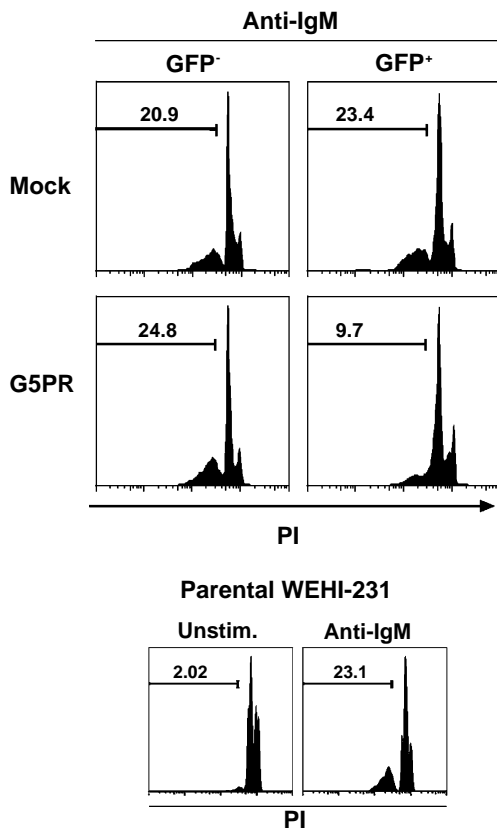 Anti-IgM
GFP⁻ GFP⁺
Mock 20.9 23.4
G5PR 24.8 9.7
PI
Parental WEHI-231
Unstim. Anti-IgM
2.02 23.1
PI